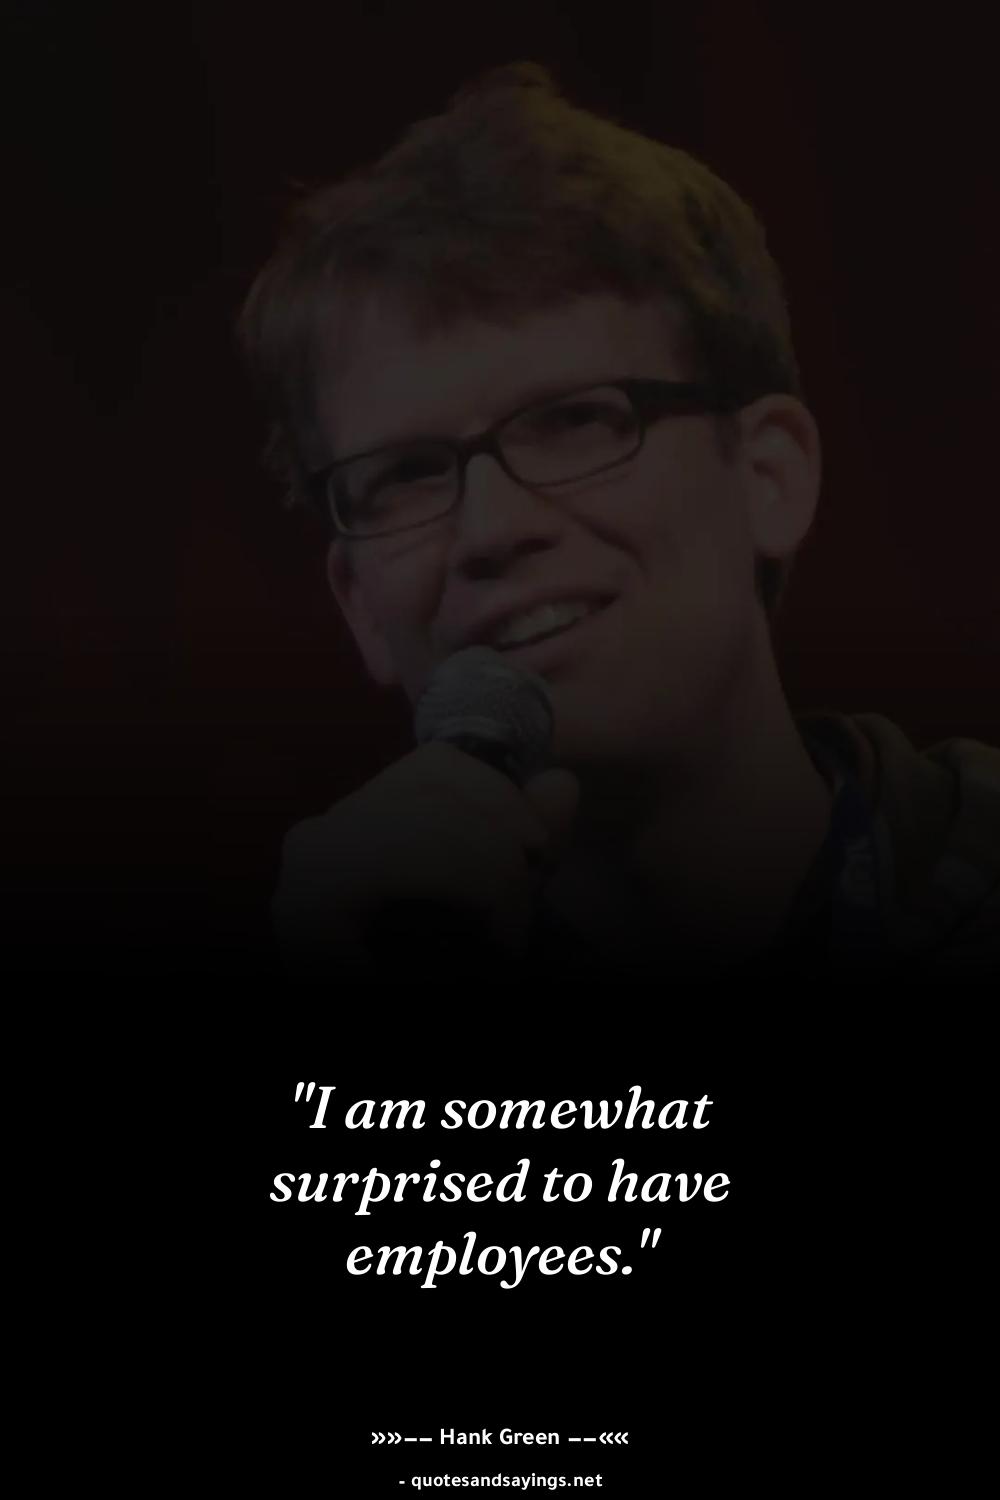 "I am somewhat
surprised to have
employees."
»»−− Hank Green −−««
- quotesandsayings.net